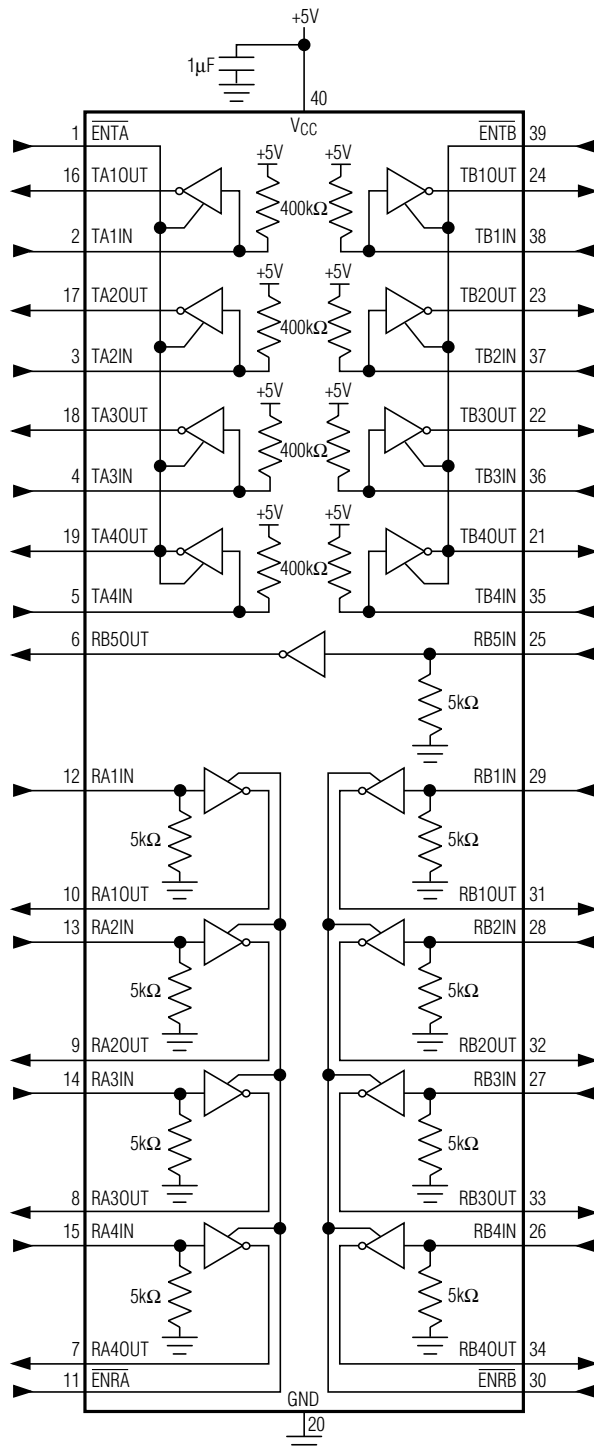 +5V
1μF
40
VCC
1 ENTA ENTB 39
+5V +5V
16 TA1OUT TB1OUT 24
400kΩ
2 TA1IN TB1IN 38
+5V +5V
17 TA2OUT TB2OUT 23
400kΩ
3 TA2IN TB2IN 37
+5V +5V
18 TA3OUT TB3OUT 22
400kΩ
4 TA3IN TB3IN 36
+5V +5V
19 TA4OUT TB4OUT 21
400kΩ
5 TA4IN TB4IN 35
6 RB5OUT RB5IN 25
5kΩ
12 RA1IN RB1IN 29
5kΩ 5kΩ
10 RA1OUT RB1OUT 31
13 RA2IN RB2IN 28
5kΩ 5kΩ
9 RA2OUT RB2OUT 32
14 RA3IN RB3IN 27
5kΩ 5kΩ
8 RA3OUT RB3OUT 33
15 RA4IN RB4IN 26
5kΩ 5kΩ
7 RA4OUT RB4OUT 34
11 ENRA ENRB 30
GND
20